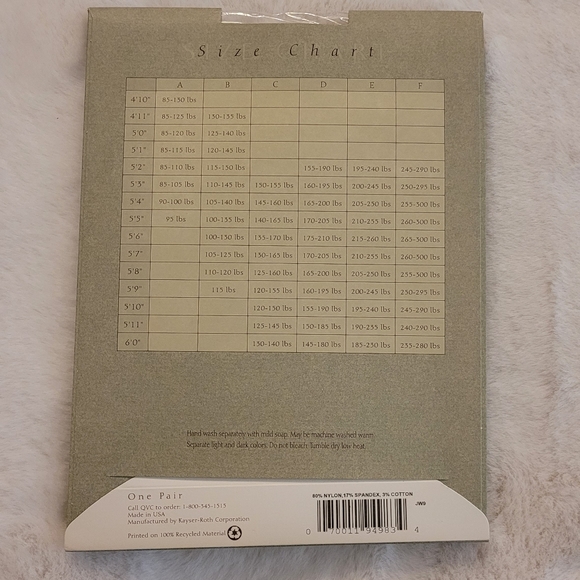 Size Chart
A B C D E F
4'10" 85-130 lbs
4'11" 85-125 lbs 130-135 lbs
5'0" 85-120 lbs 125-140 lbs
5'1" 85-115 lbs 120-145 lbs
5'2" 85-110 lbs 115-150 lbs 155-190 lbs 195-240 lbs 245-290 lbs
5'3" 85-105 lbs 110-145 lbs 150-155 lbs 160-195 lbs 200-245 lbs 250-295 lbs
5'4" 90-100 lbs 105-140 lbs 145-160 lbs 165-200 lbs 205-250 lbs 255-300 lbs
5'5" 95 lbs 100-135 lbs 140-165 lbs 170-205 lbs 210-255 lbs 260-300 lbs
5'6" 100-130 lbs 135-170 lbs 175-210 lbs 215-260 lbs 265-300 lbs
5'7" 105-125 lbs 130-165 lbs 170-205 lbs 210-255 lbs 260-300 lbs
5'8" 110-120 lbs 125-160 lbs 165-200 lbs 205-250 lbs 255-300 lbs
5'9" 115 lbs 120-155 lbs 160-195 lbs 200-245 lbs 250-295 lbs
5'10" 120-150 lbs 155-190 lbs 195-240 lbs 245-290 lbs
5'11" 125-145 lbs 150-185 lbs 190-235 lbs 240-290 lbs
6'0" 130-140 lbs 145-180 lbs 185-230 lbs 235-280 lbs
Hand wash separately with mild soap. May be machine washed warm.
Separate light and dark colors. Do not bleach. Tumble dry low heat.
One Pair
Call QVC to order: 1-800-345-1515
Made in USA
Manufactured by Kayser-Roth Corporation
Printed on 100% Recycled Material
80% NYLON, 17% SPANDEX, 3% COTTON
JW9
0 70011 94983 4